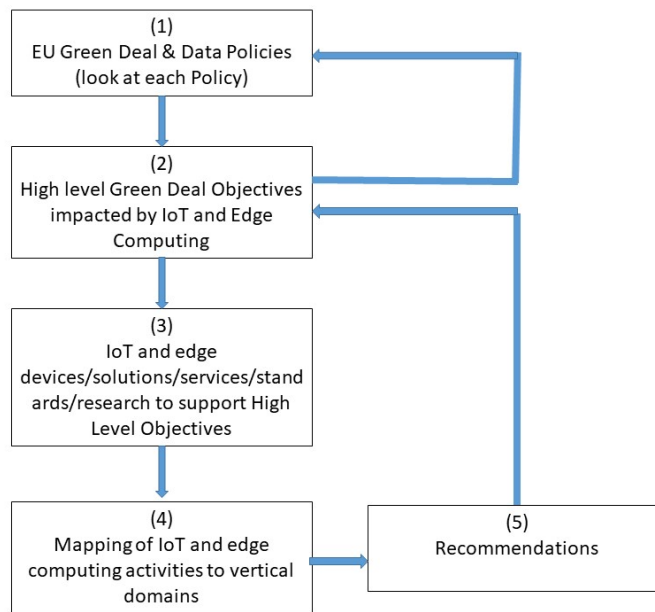 (1)
EU Green Deal & Data Policies
(look at each Policy)
(2)
High level Green Deal Objectives
impacted by IoT and Edge
Computing
(3)
IoT and edge
devices/solutions/services/stand
ards/research to support High
Level Objectives
(4)
Mapping of IoT and edge
computing activities to vertical
domains
(5)
Recommendations